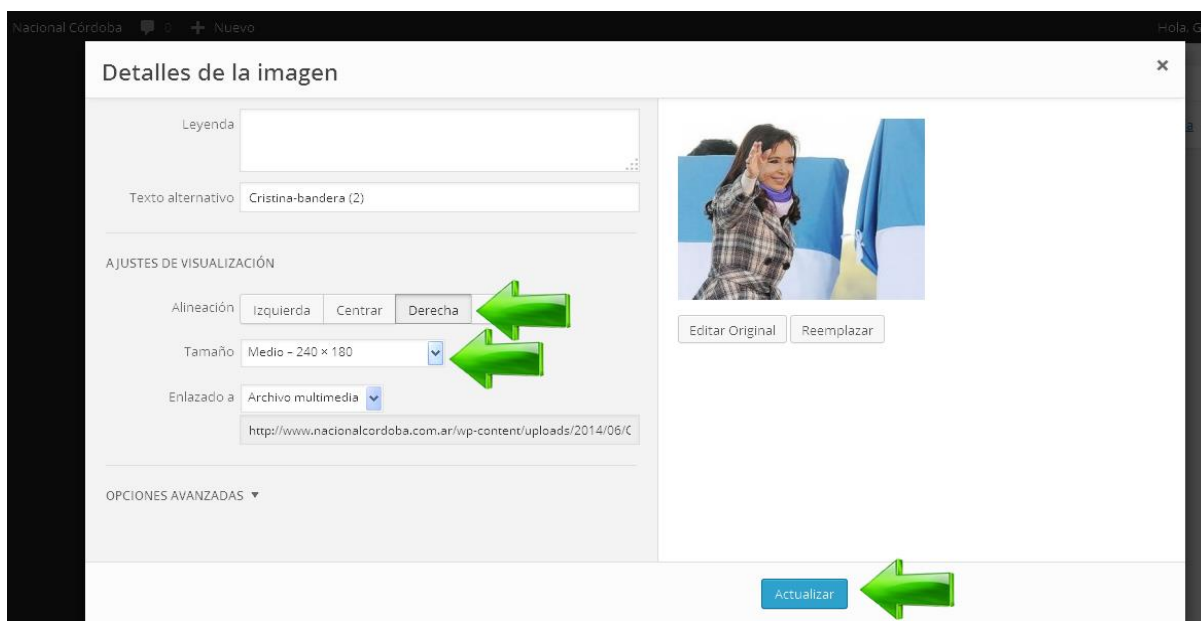 Nacional Córdoba 0 + Nuevo Hola, G
Detalles de la imagen ×
Leyenda
Texto alternativo Cristina-bandera (2)
AJUSTES DE VISUALIZACIÓN
Alineación Izquierda Centrar Derecha
Tamaño Medio – 240 × 180
Enlazado a Archivo multimedia
http://www.nacionalcordoba.com.ar/wp-content/uploads/2014/06/C
OPCIONES AVANZADAS ▼
Editar Original Reemplazar
Actualizar